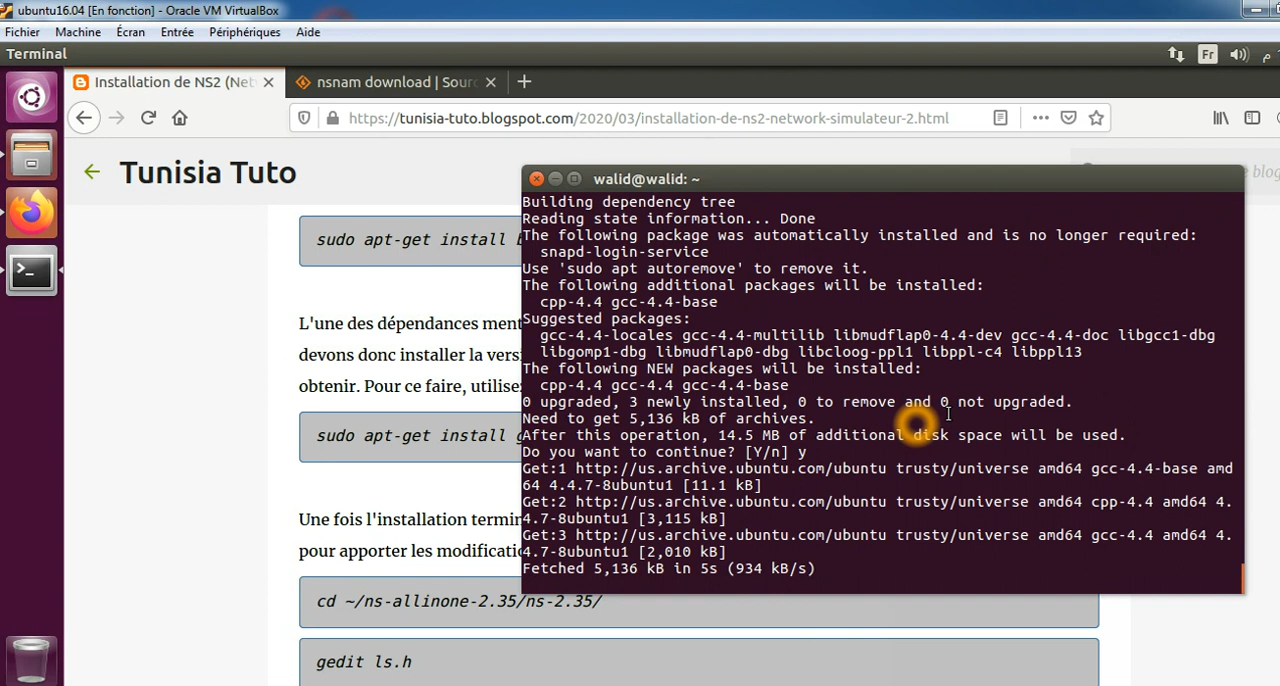 ubuntu16.04 [En fonction] - Oracle VM VirtualBox
Fichier Machine Écran Entrée Périphériques Aide
Terminal
Fr
Installation de NS2 (Net
nsnam download | Sourc
https://tunisia-tuto.blogspot.com/2020/03/installation-de-ns2-network-simulateur-2.html
Tunisia Tuto
blog
sudo apt-get install b
L'une des dépendances ment
devons donc installer la versi
obtenir. Pour ce faire, utilisez
sudo apt-get install g
Une fois l'installation termin
pour apporter les modificatio
cd ~/ns-allinone-2.35/ns-2.35/
gedit ls.h
walid@walid: ~
Building dependency tree
Reading state information... Done
The following package was automatically installed and is no longer required:
snapd-login-service
Use 'sudo apt autoremove' to remove it.
The following additional packages will be installed:
cpp-4.4 gcc-4.4-base
Suggested packages:
gcc-4.4-locales gcc-4.4-multilib libmudflap0-4.4-dev gcc-4.4-doc libgcc1-dbg
libgomp1-dbg libmudflap0-dbg libcloog-ppl1 libppl-c4 libppl13
The following NEW packages will be installed:
cpp-4.4 gcc-4.4 gcc-4.4-base
0 upgraded, 3 newly installed, 0 to remove and 0 not upgraded.
Need to get 5,136 kB of archives.
After this operation, 14.5 MB of additional disk space will be used.
Do you want to continue? [Y/n] y
Get:1 http://us.archive.ubuntu.com/ubuntu trusty/universe amd64 gcc-4.4-base amd
64 4.4.7-8ubuntu1 [11.1 kB]
Get:2 http://us.archive.ubuntu.com/ubuntu trusty/universe amd64 cpp-4.4 amd64 4.
4.7-8ubuntu1 [3,115 kB]
Get:3 http://us.archive.ubuntu.com/ubuntu trusty/universe amd64 gcc-4.4 amd64 4.
4.7-8ubuntu1 [2,010 kB]
Fetched 5,136 kB in 5s (934 kB/s)